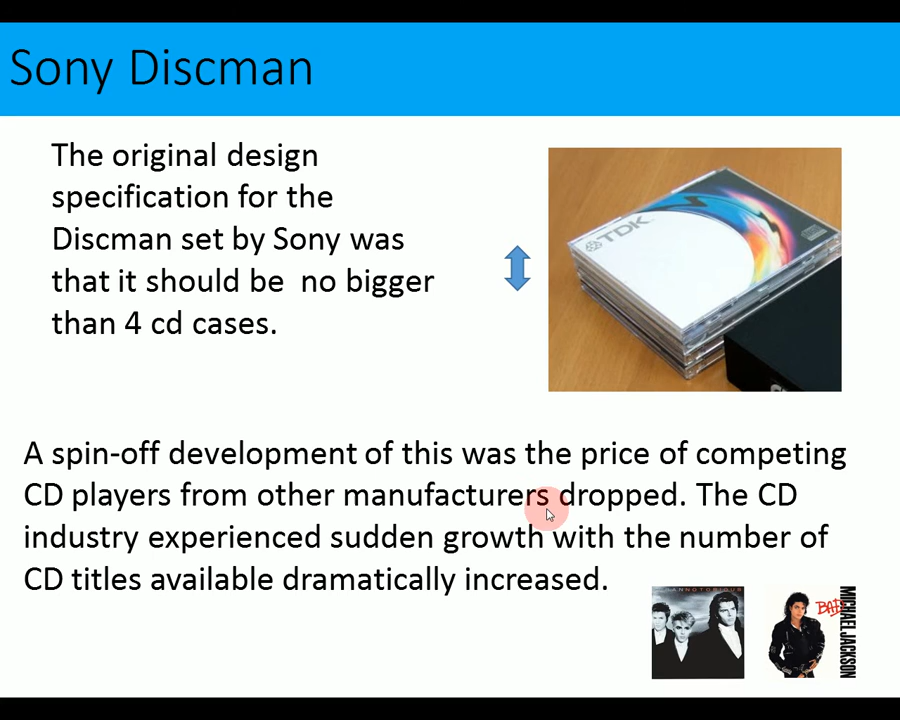 Sony Discman
The original design
specification for the
Discman set by Sony was
that it should be  no bigger
than 4 cd cases.
TDK
A spin-off development of this was the price of competing
CD players from other manufacturers dropped. The CD
industry experienced sudden growth with the number of
CD titles available dramatically increased.
BAD
MICHAEL JACKSON